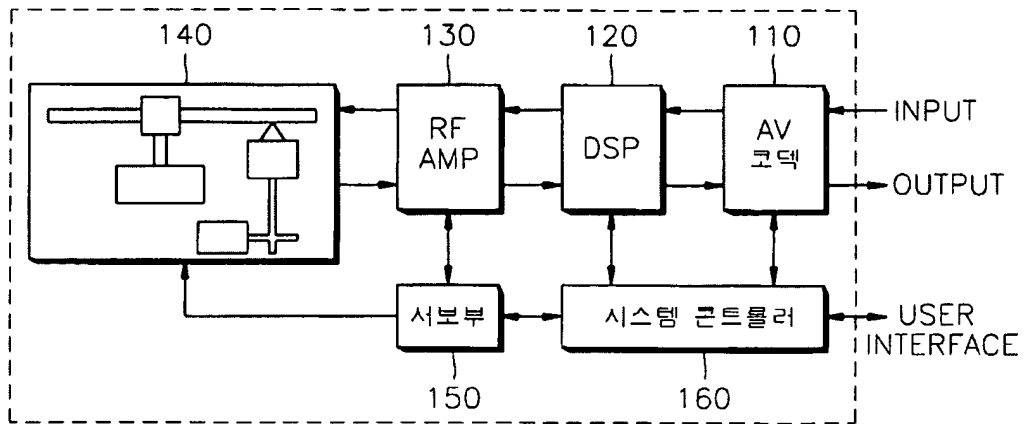 140
130
120
110
RF
AMP
DSP
AV
코덱
INPUT
OUTPUT
서보부
시스템 콘트롤러
USER
INTERFACE
150
160